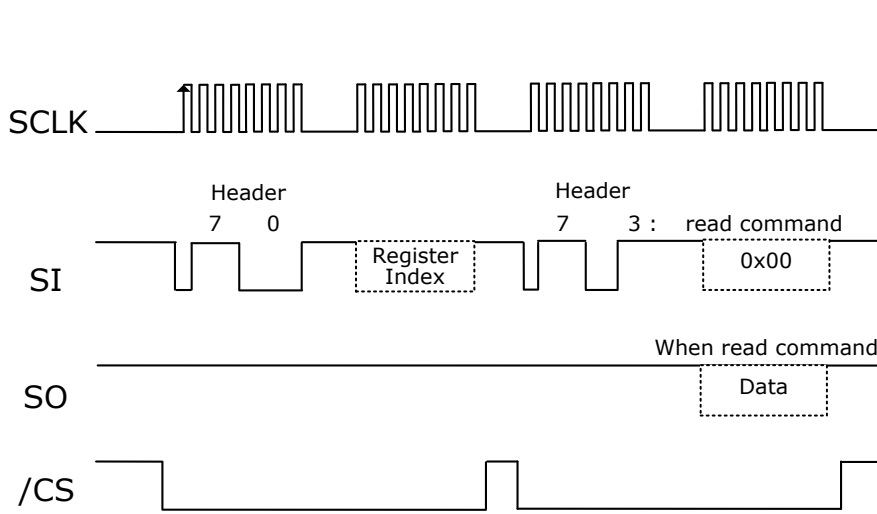 SCLK
Header
Header
7 0
7 3 : read command
SI
Register
Index
0x00
When read command
SO
Data
/CS